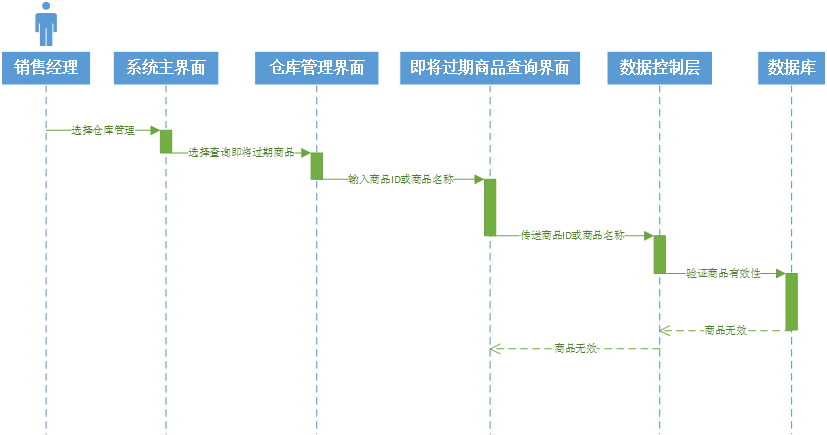 销售经理
系统主界面
仓库管理界面
即将过期商品查询界面
数据控制层
数据库
选择仓库管理
选择查询即将过期商品
输入商品ID或商品名称
传送商品ID或商品名称
验证商品有效性
商品无效
商品无效